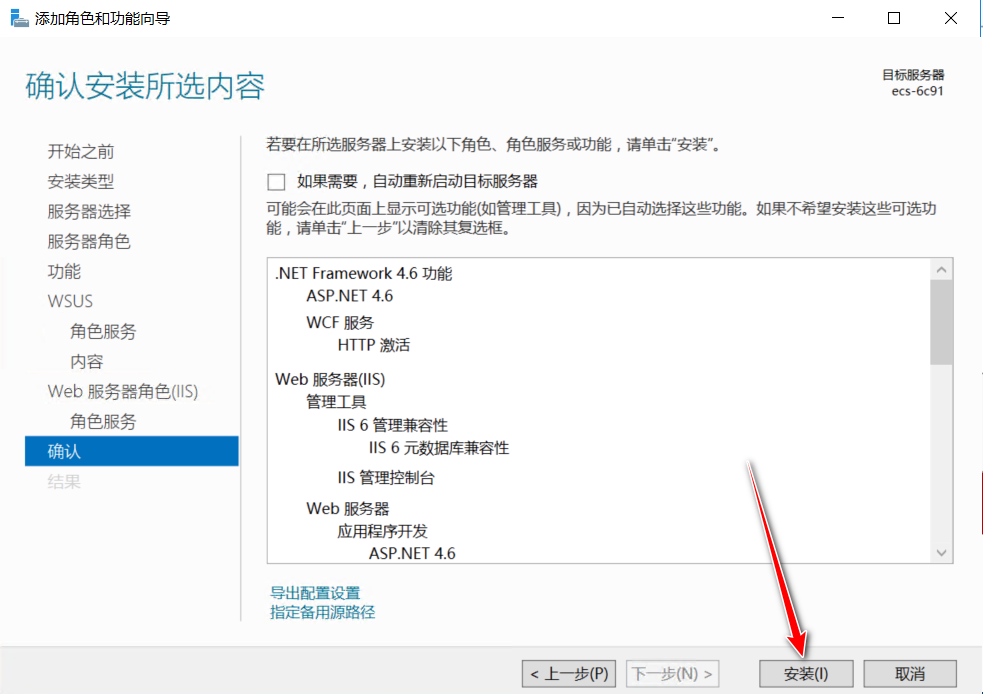 添加角色和功能向导
确认安装所选内容
目标服务器
ecs-6c91
开始之前
安装类型
服务器选择
服务器角色
功能
WSUS
角色服务
内容
Web 服务器角色(IIS)
角色服务
确认
结果
若要在所选服务器上安装以下角色、角色服务或功能，请单击"安装"。
如果需要，自动重新启动目标服务器
可能会在此页面上显示可选功能(如管理工具)，因为已自动选择这些功能。如果不希望安装这些可选功
能，请单击"上一步"以清除其复选框。
.NET Framework 4.6 功能
ASP.NET 4.6
WCF 服务
HTTP 激活
Web 服务器(IIS)
管理工具
IIS 6 管理兼容性
IIS 6 元数据库兼容性
IIS 管理控制台
Web 服务器
应用程序开发
ASP.NET 4.6
导出配置设置
指定备用源路径
< 上一步(P)
下一步(N) >
安装(I)
取消